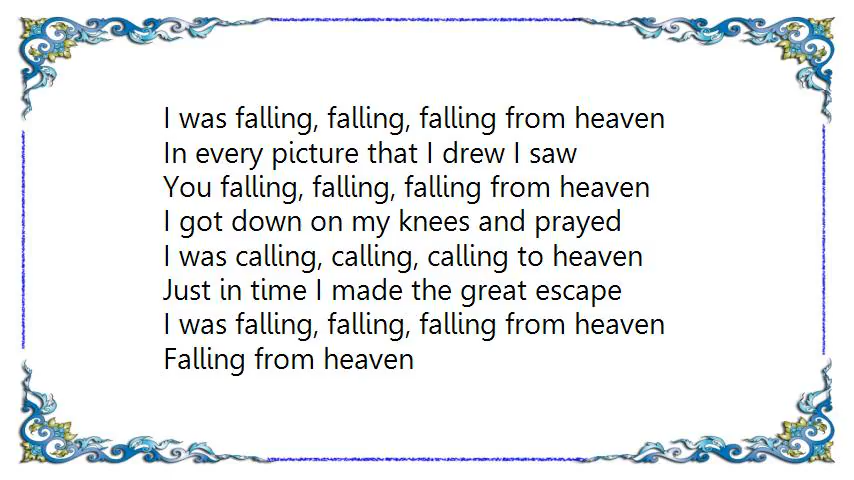 I was falling, falling, falling from heaven
In every picture that I drew I saw
You falling, falling, falling from heaven
I got down on my knees and prayed
I was calling, calling, calling to heaven
Just in time I made the great escape
I was falling, falling, falling from heaven
Falling from heaven